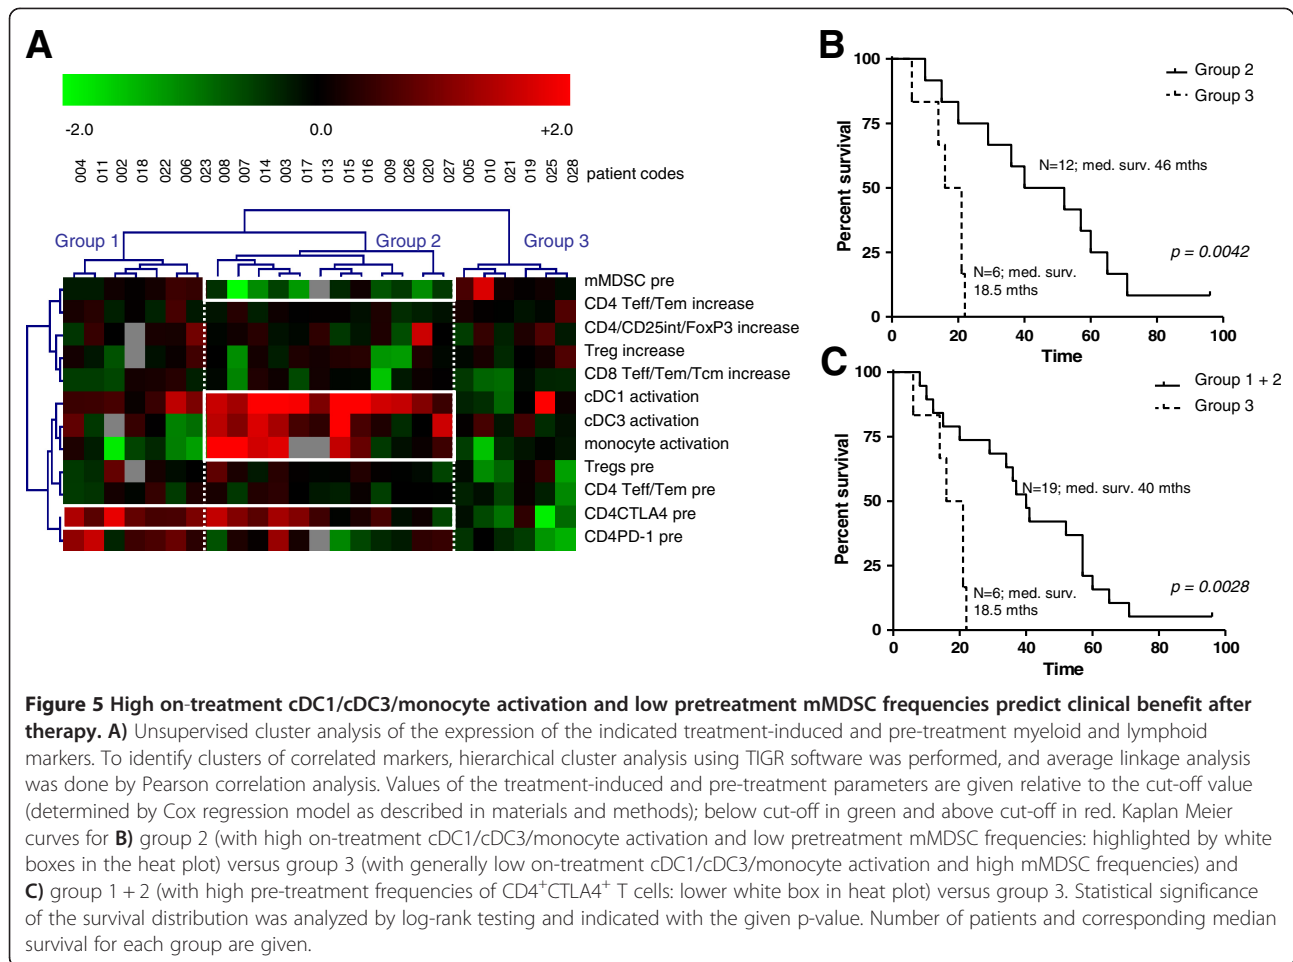 A
-2.0 0.0 +2.0
004 011 002 018 022 006 023 008 007 014 003 017 013 015 016 009 026 020 027 005 010 021 019 025 028 patient codes
Group 1 Group 2 Group 3
mMDSC pre
CD4 Teff/Tem increase
CD4/CD25int/FoxP3 increase
Treg increase
CD8 Teff/Tem/Tcm increase
cDC1 activation
cDC3 activation
monocyte activation
Tregs pre
CD4 Teff/Tem pre
CD4CTLA4 pre
CD4PD-1 pre
B
Percent survival
100
75
50
25
0
Group 2
Group 3
N=12; med. surv. 46 mths
p = 0.0042
N=6; med. surv.
18.5 mths
0 20 40 60 80 100
Time
C
Percent survival
100
75
50
25
0
Group 1 + 2
Group 3
N=19; med. surv. 40 mths
p = 0.0028
N=6; med. surv.
18.5 mths
0 20 40 60 80 100
Time
Figure 5 High on-treatment cDC1/cDC3/monocyte activation and low pretreatment mMDSC frequencies predict clinical benefit after
therapy. A) Unsupervised cluster analysis of the expression of the indicated treatment-induced and pre-treatment myeloid and lymphoid
markers. To identify clusters of correlated markers, hierarchical cluster analysis using TIGR software was performed, and average linkage analysis
was done by Pearson correlation analysis. Values of the treatment-induced and pre-treatment parameters are given relative to the cut-off value
(determined by Cox regression model as described in materials and methods); below cut-off in green and above cut-off in red. Kaplan Meier
curves for B) group 2 (with high on-treatment cDC1/cDC3/monocyte activation and low pretreatment mMDSC frequencies: highlighted by white
boxes in the heat plot) versus group 3 (with generally low on-treatment cDC1/cDC3/monocyte activation and high mMDSC frequencies) and
C) group 1 + 2 (with high pre-treatment frequencies of CD4⁺CTLA4⁺ T cells: lower white box in heat plot) versus group 3. Statistical significance
of the survival distribution was analyzed by log-rank testing and indicated with the given p-value. Number of patients and corresponding median
survival for each group are given.